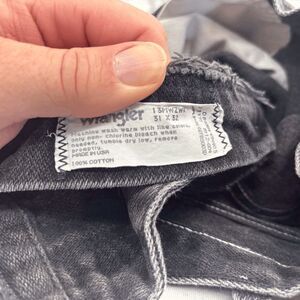 Wrangler 13MWZWK
31 X 32
Machine wash warm with like colors,
only non- Chlorine bleach when
needed, tumble dry low, remove
promptly.
MADE IN USA
100% COTTON